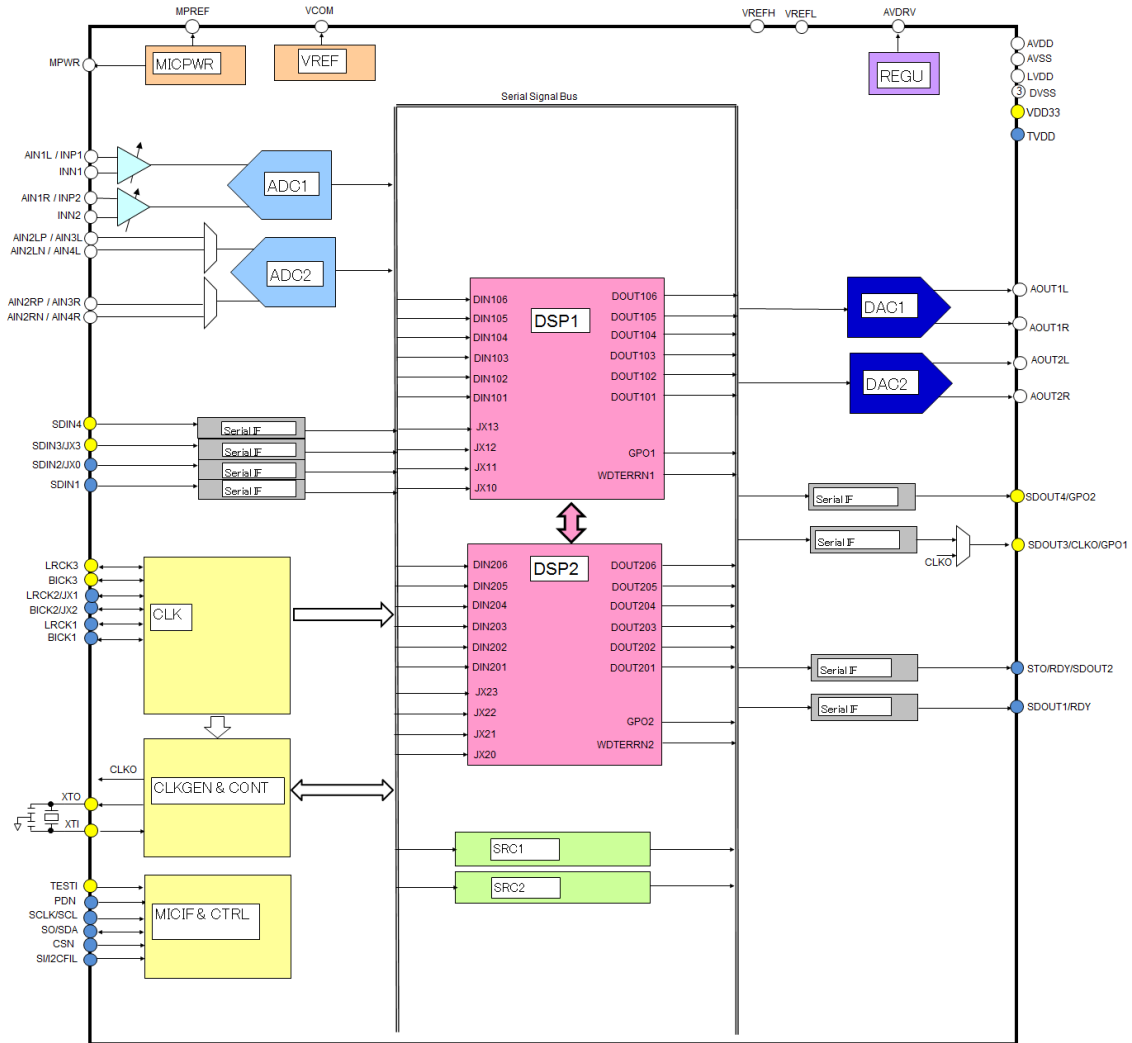 MPREF
VCOM
VREFH
VREFL
AVDRV
MPWR
MICPWR
VREF
REGU
AVDD
AVSS
LVDD
3 DVSS
VDD33
TVDD
Serial Signal Bus
AIN1L / INP1
INN1
AIN1R / INP2
INN2
AIN2LP / AIN3L
AIN2LN / AIN4L
AIN2RP / AIN3R
AIN2RN / AIN4R
ADC1
ADC2
DSP1
DIN106
DIN105
DIN104
DIN103
DIN102
DIN101
JX13
JX12
JX11
JX10
DOUT106
DOUT105
DOUT104
DOUT103
DOUT102
DOUT101
GPO1
WDTERRN1
DAC1
DAC2
AOUT1L
AOUT1R
AOUT2L
AOUT2R
SDIN4
SDIN3/JX3
SDIN2/JX0
SDIN1
Serial IF
Serial IF
Serial IF
Serial IF
Serial IF
SDOUT4/GPO2
Serial IF
CLKO
SDOUT3/CLKO/GPO1
LRCK3
BICK3
LRCK2/JX1
BICK2/JX2
LRCK1
BICK1
CLK
DSP2
DIN206
DIN205
DIN204
DIN203
DIN202
DIN201
JX23
JX22
JX21
JX20
DOUT206
DOUT205
DOUT204
DOUT203
DOUT202
DOUT201
GPO2
WDTERRN2
Serial IF
STO/RDY/SDOUT2
Serial IF
SDOUT1/RDY
CLKO
XTO
XTI
CLKGEN & CONT
SRC1
SRC2
TESTI
PDN
SCLK/SCL
SO/SDA
CSN
SI/I2CFIL
MICIF & CTRL